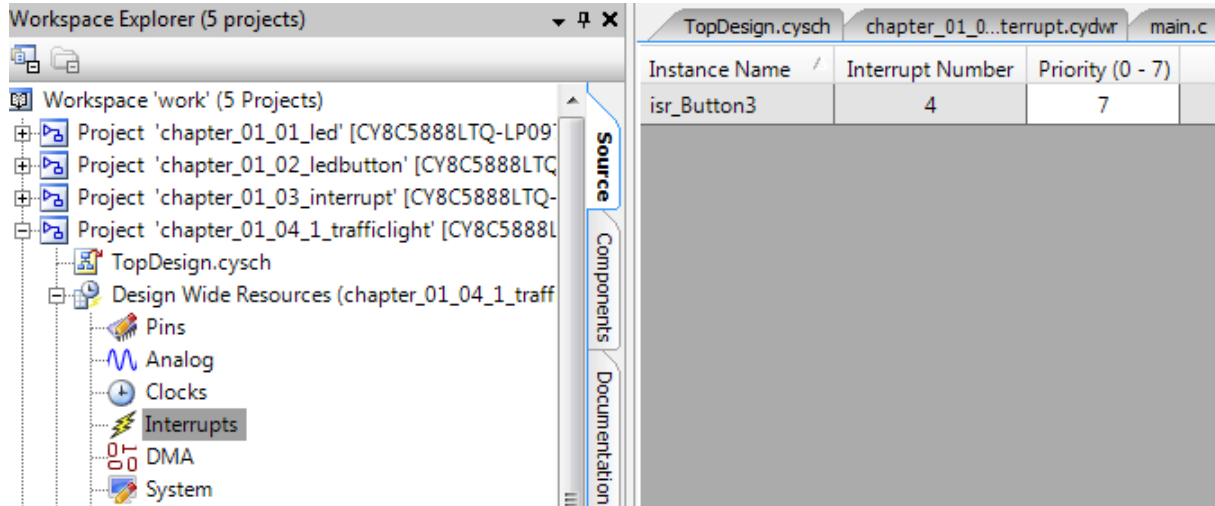 Workspace Explorer (5 projects)
Workspace 'work' (5 Projects)
Project 'chapter_01_01_led' [CY8C5888LTQ-LP09
Project 'chapter_01_02_ledbutton' [CY8C5888LTQ
Project 'chapter_01_03_interrupt' [CY8C5888LTQ-
Project 'chapter_01_04_1_trafficlight' [CY8C5888L
TopDesign.cysch
Design Wide Resources (chapter_01_04_1_traff
Pins
Analog
Clocks
Interrupts
DMA
System
Source
Components
Documentation
TopDesign.cysch chapter_01_0...terrupt.cydwr main.c
Instance Name Interrupt Number Priority (0 - 7)
isr_Button3 4 7